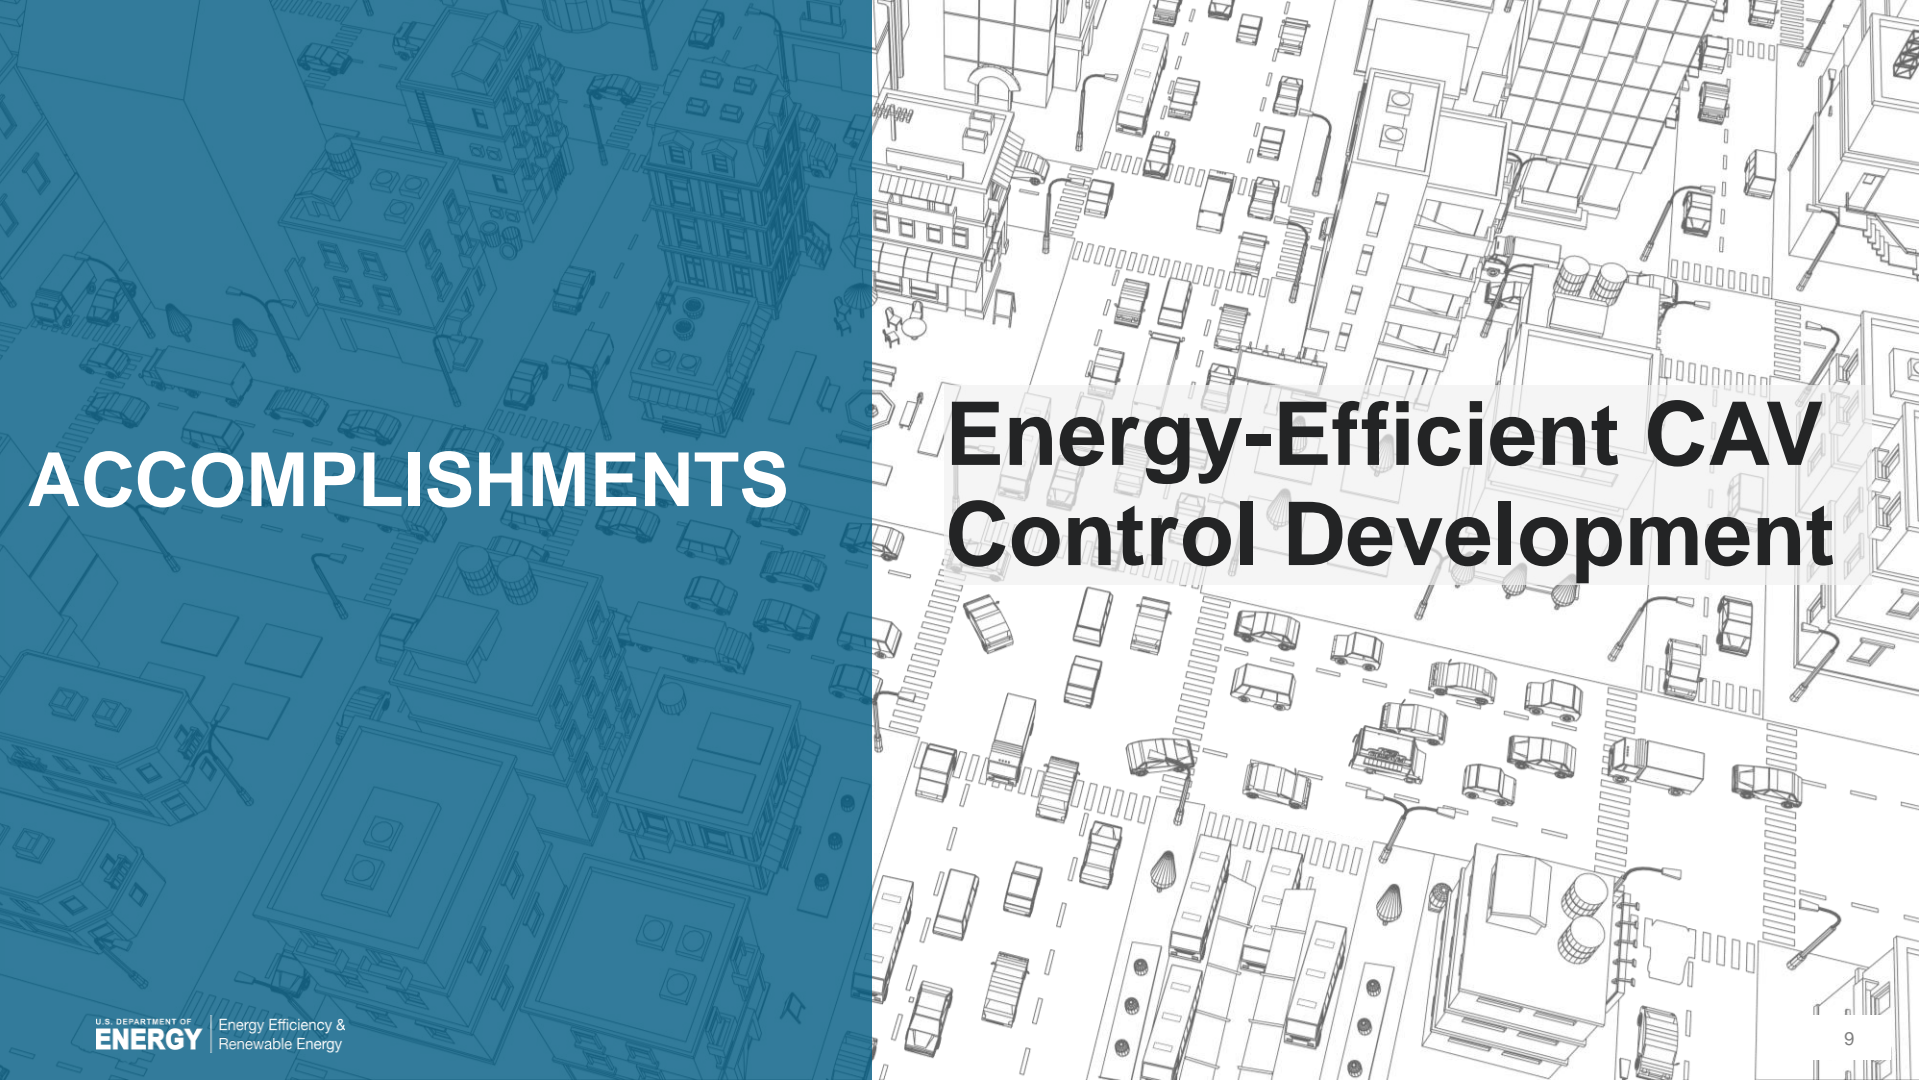 ACCOMPLISHMENTS
Energy-Efficient CAV
Control Development
U.S. DEPARTMENT OF
ENERGY
Energy Efficiency &
Renewable Energy
9